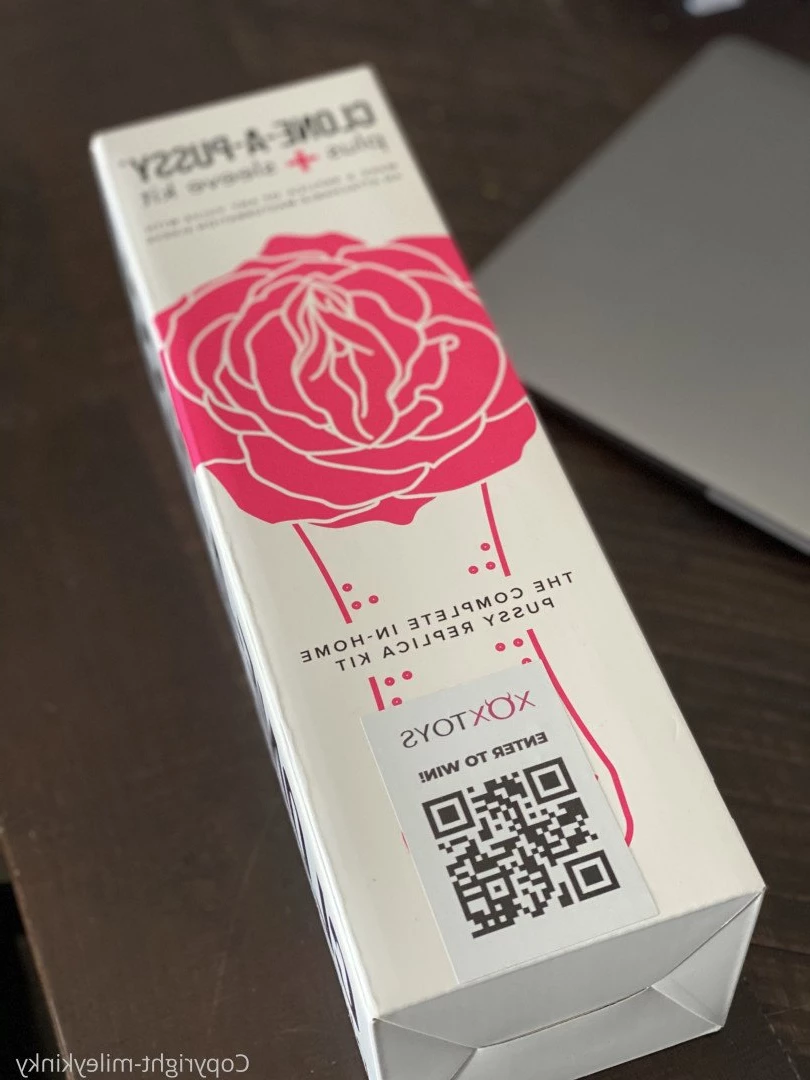 CLONE-A-PUSSY
plus + sleeve kit
THE COMPLETE IN-HOME
PUSSY REPLICA KIT
XOXTOYS
ENTER TO WIN!
Copyright-mileykinky